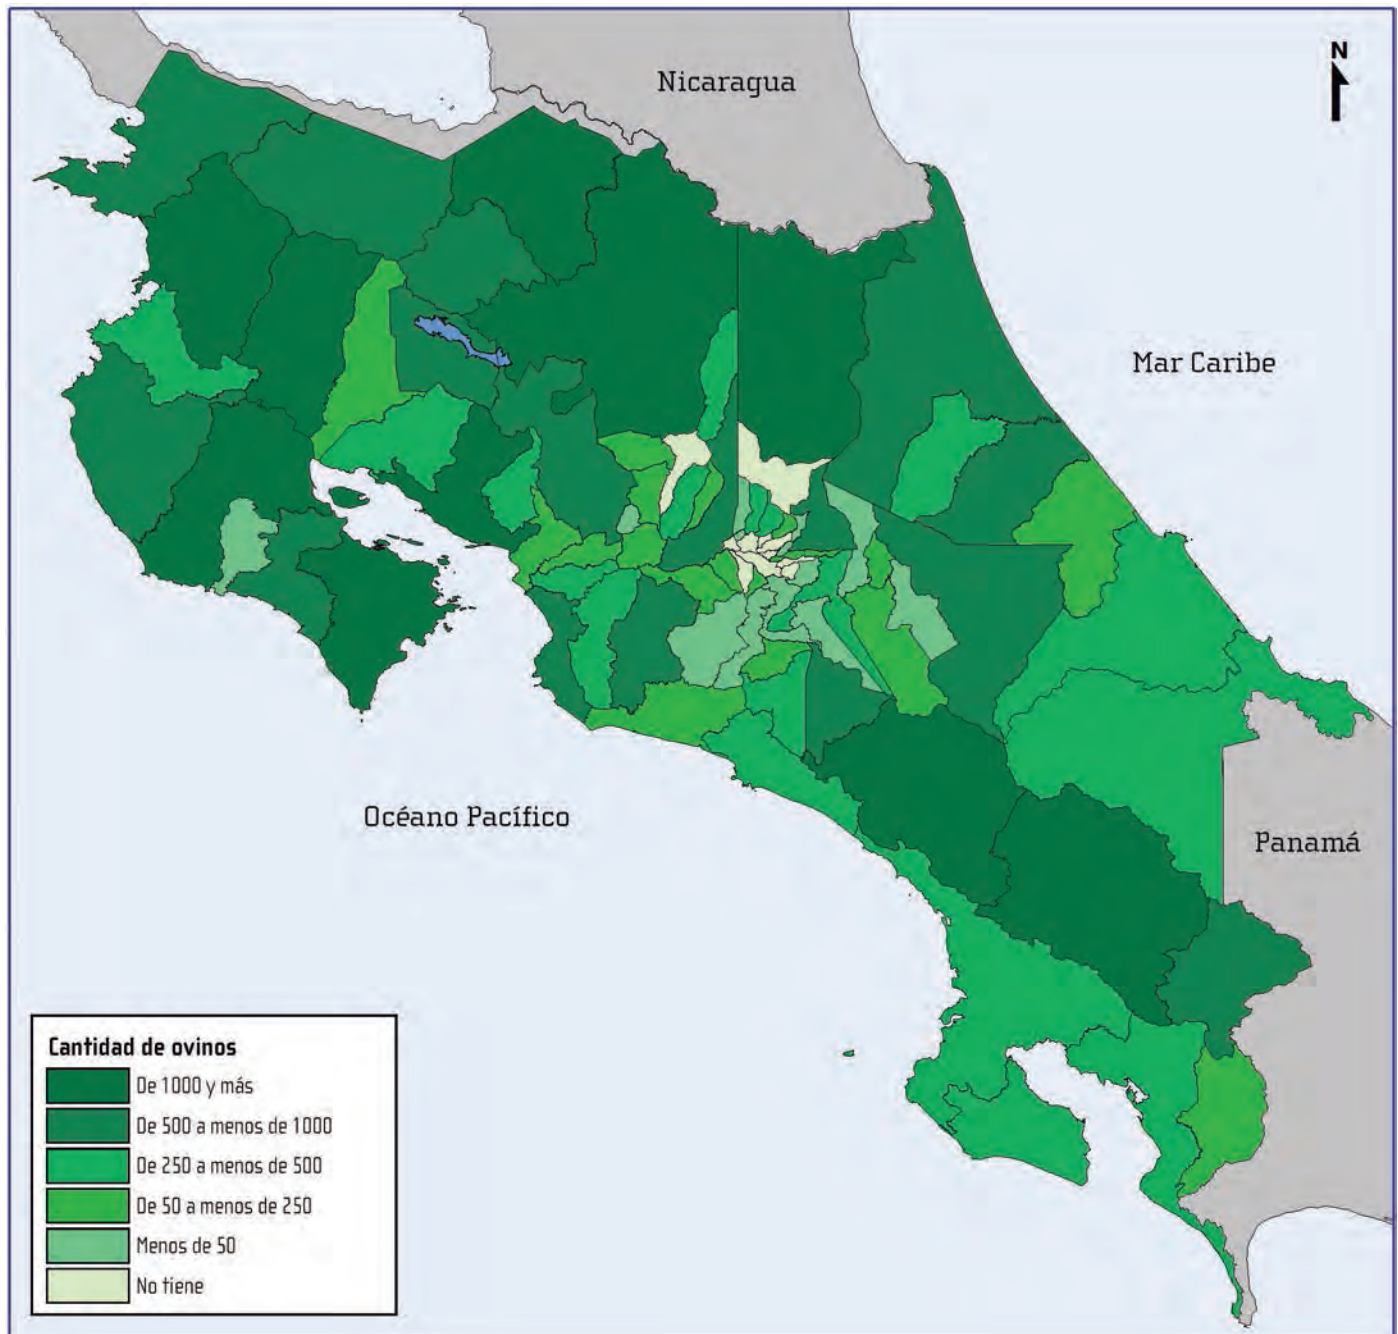 N
Nicaragua
Mar Caribe
Océano Pacífico
Panamá
Cantidad de ovinos
De 1000 y más
De 500 a menos de 1000
De 250 a menos de 500
De 50 a menos de 250
Menos de 50
No tiene